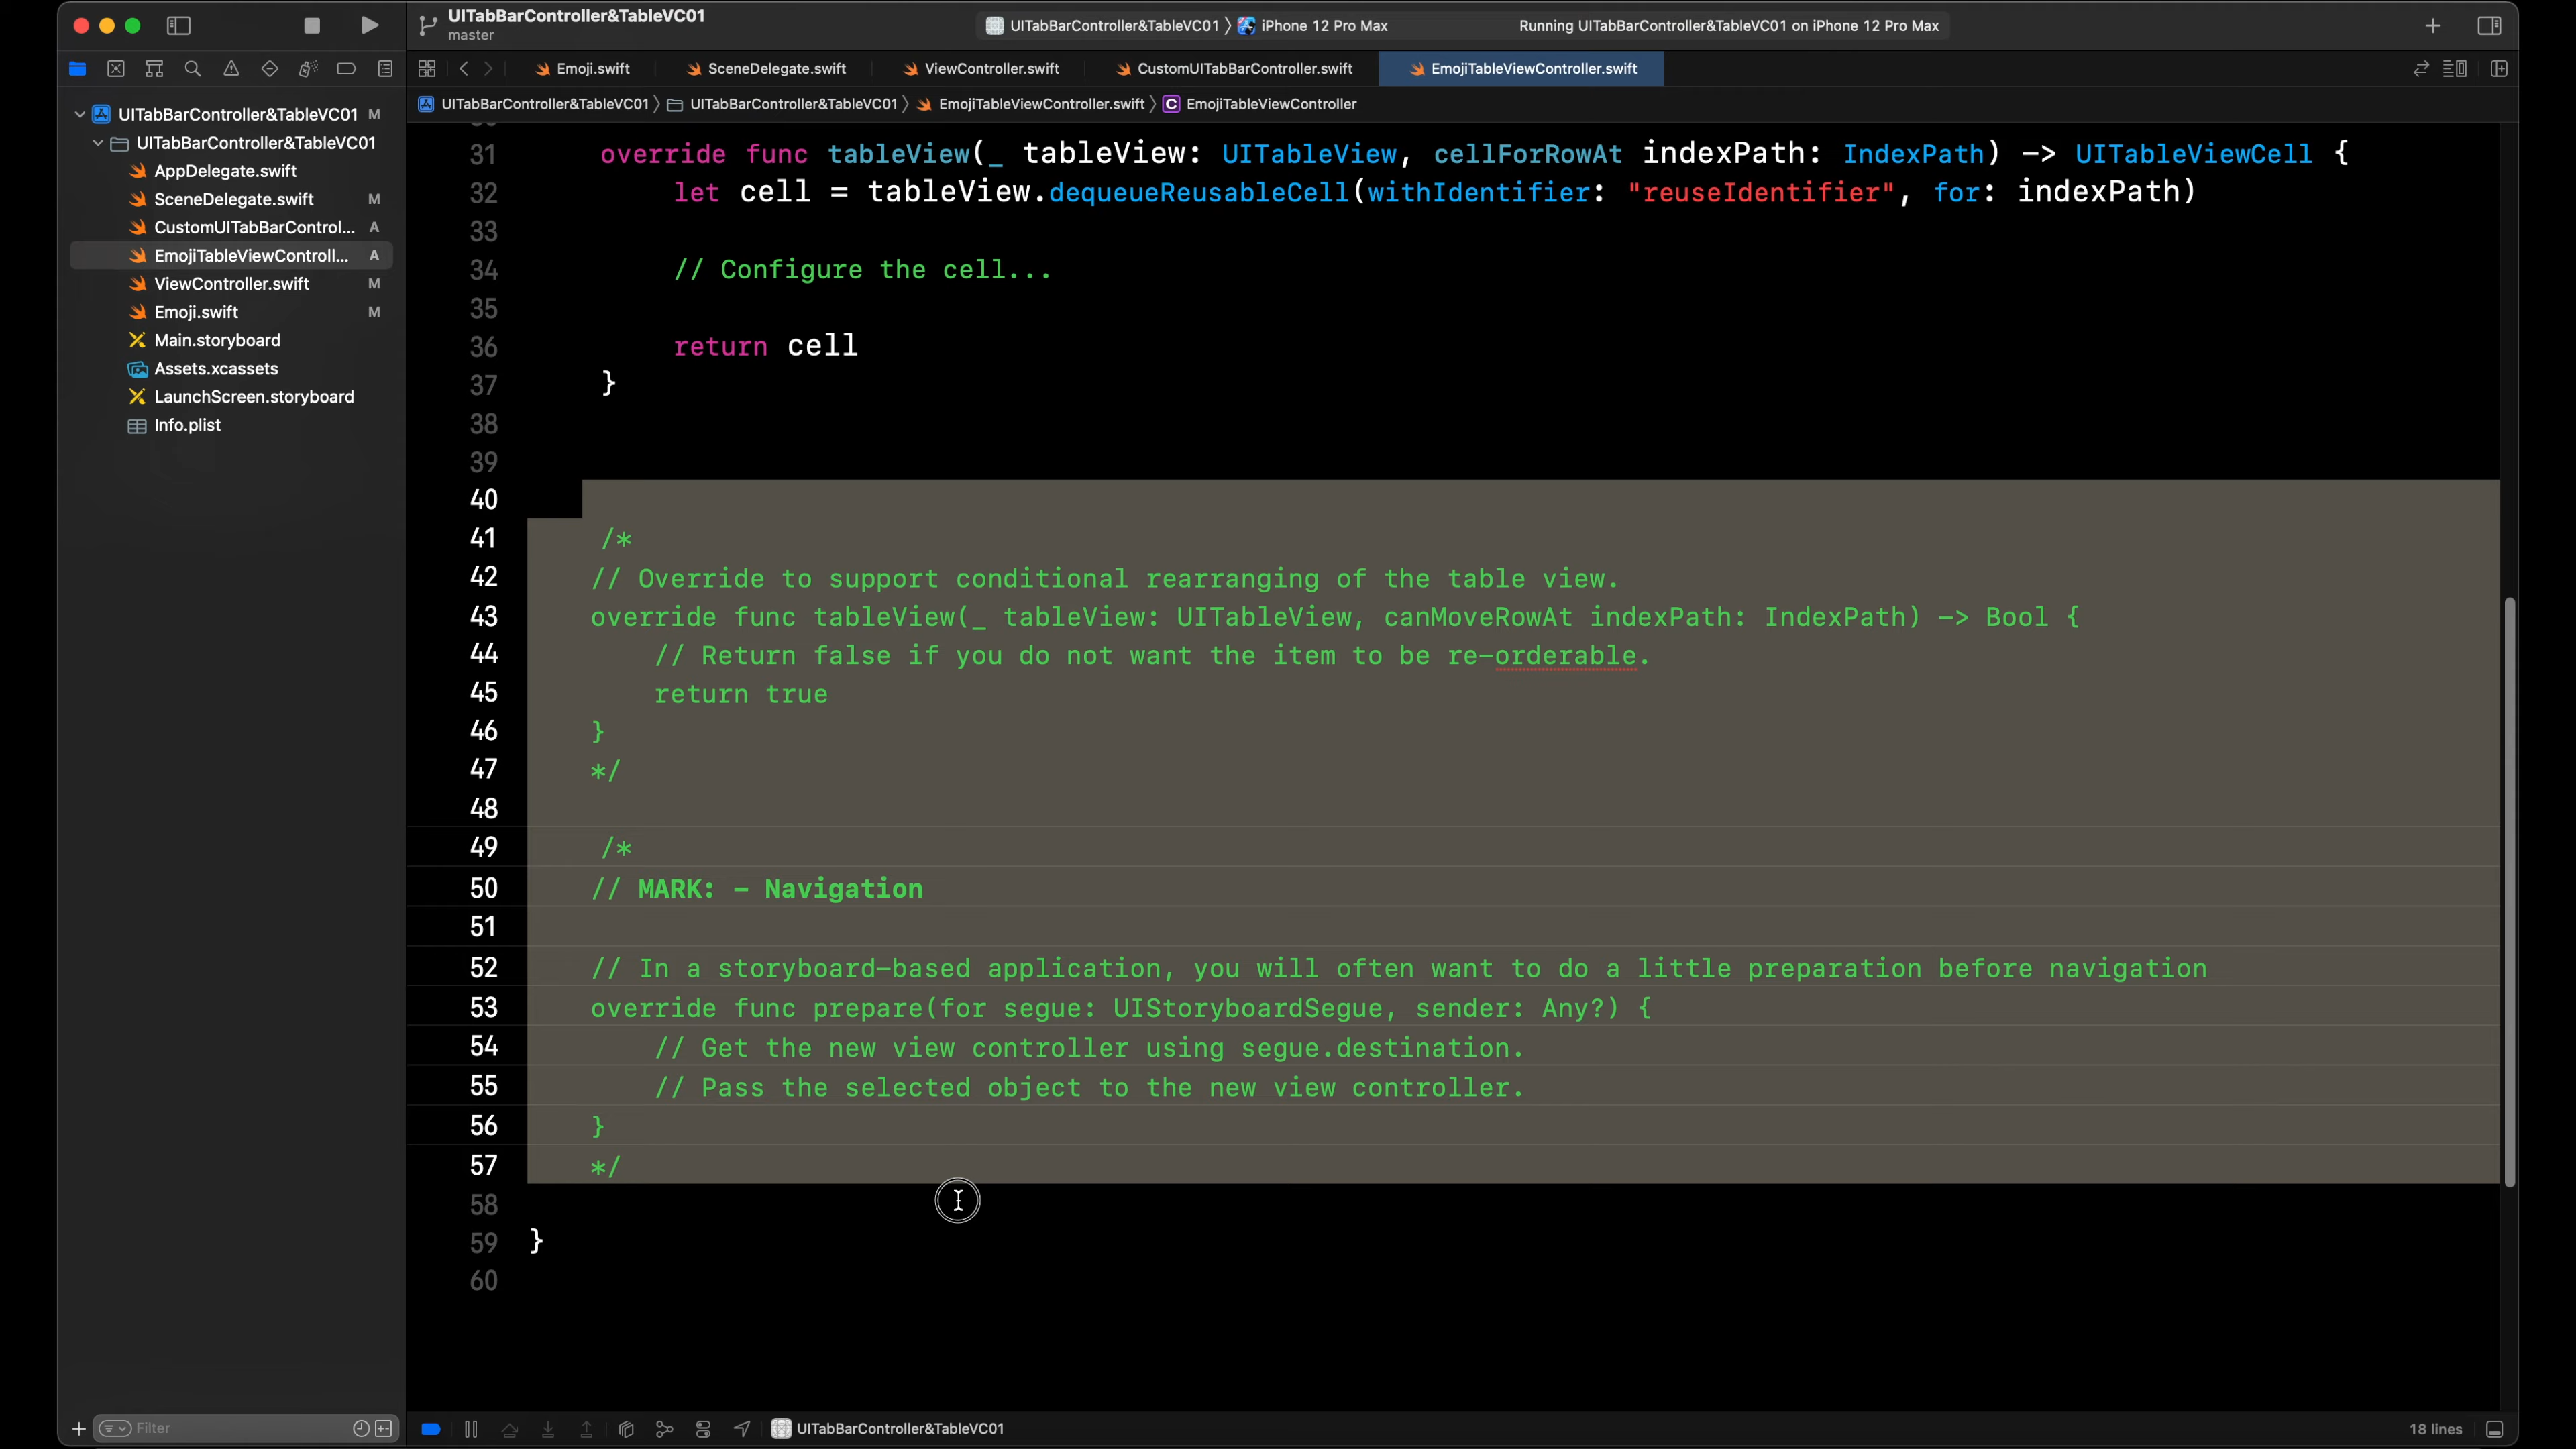 UITabBarController&TableVC01
master
UITabBarController&TableVC01 〉 iPhone 12 Pro Max
Running UITabBarController&TableVC01 on iPhone 12 Pro Max
Emoji.swift
SceneDelegate.swift
ViewController.swift
CustomUITabBarController.swift
EmojiTableViewController.swift
UITabBarController&TableVC01 〉 UITabBarController&TableVC01 〉 EmojiTableViewController.swift 〉 C EmojiTableViewController
UITabBarController&TableVC01 M
UITabBarController&TableVC01
AppDelegate.swift
SceneDelegate.swift M
CustomUITabBarControl... A
EmojiTableViewControll... A
ViewController.swift M
Emoji.swift M
Main.storyboard
Assets.xcassets
LaunchScreen.storyboard
Info.plist
31 override func tableView(_ tableView: UITableView, cellForRowAt indexPath: IndexPath) -> UITableViewCell {
32 let cell = tableView.dequeueReusableCell(withIdentifier: "reuseIdentifier", for: indexPath)
33
34 // Configure the cell...
35
36 return cell
37 }
38
39
40
41 /*
42 // Override to support conditional rearranging of the table view.
43 override func tableView(_ tableView: UITableView, canMoveRowAt indexPath: IndexPath) -> Bool {
44 // Return false if you do not want the item to be re-orderable.
45 return true
46 }
47 */
48
49 /*
50 // MARK: - Navigation
51
52 // In a storyboard-based application, you will often want to do a little preparation before navigation
53 override func prepare(for segue: UIStoryboardSegue, sender: Any?) {
54 // Get the new view controller using segue.destination.
55 // Pass the selected object to the new view controller.
56 }
57 */
58
59 }
60
Filter
UITabBarController&TableVC01
18 lines